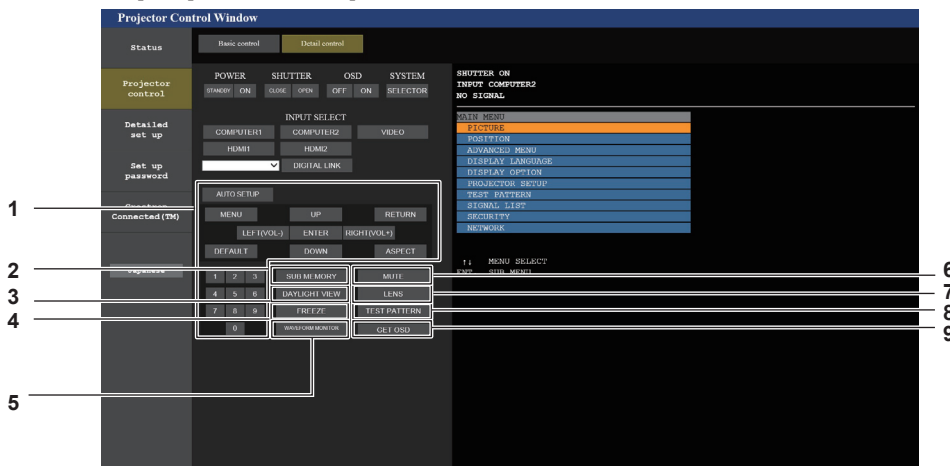 Projector Control Window
Status
Basic control
Detail control
Projector
control
Detailed
set up
Set up
password
Connected(TM)
Japanese
POWER SHUTTER OSD SYSTEM
STANDBY ON CLOSE OPEN OFF ON SELECTOR
INPUT SELECT
COMPUTER1 COMPUTER2 VIDEO
HDMI1 HDMI2
DIGITAL LINK
AUTO SETUP
MENU UP RETURN
LEFT(VOL-) ENTER RIGHT(VOL+)
DEFAULT DOWN ASPECT
1 2 3 SUB MEMORY MUTE
4 5 6 DAYLIGHT VIEW LENS
7 8 9 FREEZE TEST PATTERN
0 WAVEFORM MONITOR GET OSD
SHUTTER ON
INPUT COMPUTER2
NO SIGNAL
MAIN MENU
PICTURE
POSITION
ADVANCED MENU
DISPLAY LANGUAGE
DISPLAY OPTION
PROJECTOR SETUP
TEST PATTERN
SIGNAL LIST
SECURITY
NETWORK
↑↓ MENU SELECT
ENT SUB MENU
1
2
3
4
5
6
7
8
9